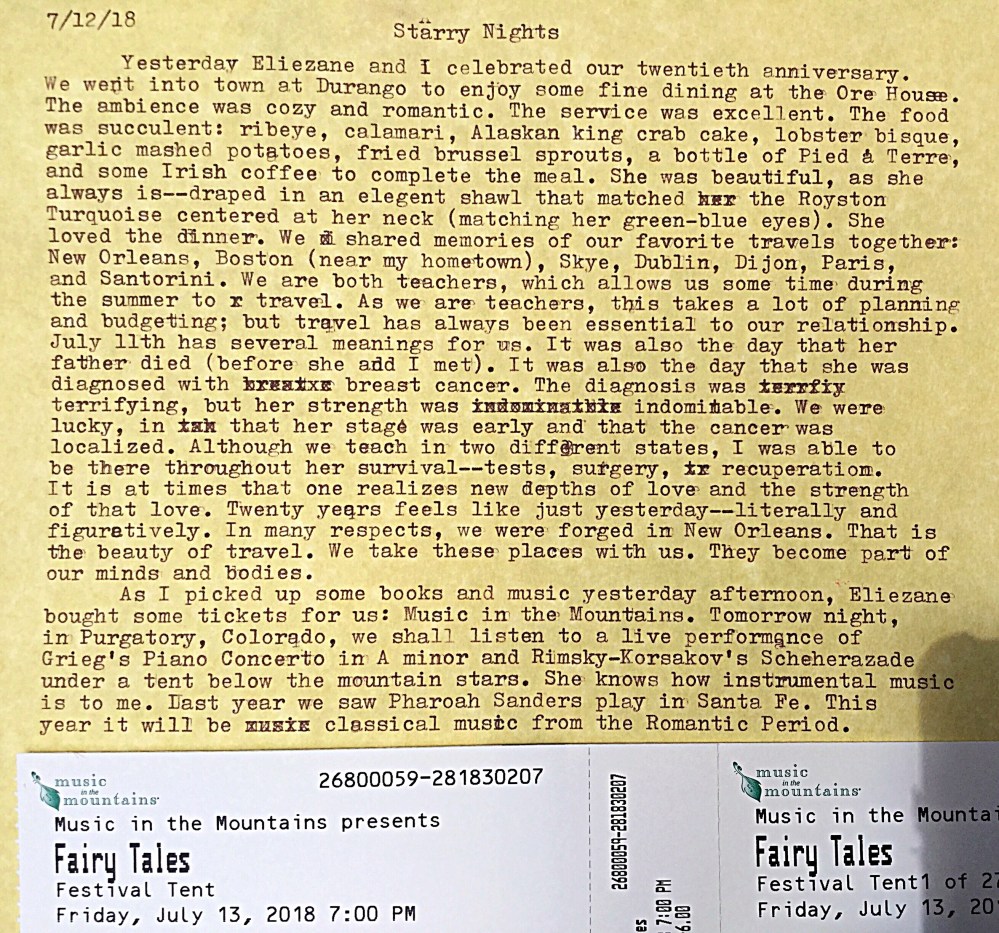 7/12/18
Stärry Nights
Yesterday Eliezane and I celebrated our twentieth anniversary.
We went into town at Durango to enjoy some fine dining at the Ore House.
The ambience was cozy and romantic. The service was excellent. The food
was succulent: ribeye, calamari, Alaskan king crab cake, lobster bisque,
garlic mashed potatoes, fried brussel sprouts, a bottle of Pied à Terre,
and some Irish coffee to complete the meal. She was beautiful, as she
always is--draped in an elegant shawl that matched her the Royston
Turquoise centered at her neck (matching her green-blue eyes). She
loved the dinner. We shared memories of our favorite travels together:
New Orleans, Boston (near my hometown), Skye, Dublin, Dijon, Paris,
and Santorini. We are both teachers, which allows us some time during
the summer to travel. As we are teachers, this takes a lot of planning
and budgeting; but travel has always been essential to our relationship.
July 11th has several meanings for us. It was also the day that her
father died (before she add I met). It was also the day that she was
diagnosed with breast cancer. The diagnosis was terrfiy
terrifying, but her strength was indomitable. We were
lucky, in that her stage was early and that the cancer was
localized. Although we teach in two different states, I was able to
be there throughout her survival--tests, surgery, recuperation.
It is at times that one realizes new depths of love and the strength
of that love. Twenty years feels like just yesterday--literally and
figuratively. In many respects, we were forged in New Orleans. That is
the beauty of travel. We take these places with us. They become part of
our minds and bodies.
As I picked up some books and music yesterday afternoon, Eliezane
bought some tickets for us: Music in the Mountains. Tomorrow night,
in Purgatory, Colorado, we shall listen to a live performance of
Grieg's Piano Concerto in A minor and Rimsky-Korsakov's Scheherazade
under a tent below the mountain stars. She knows how instrumental music
is to me. Last year we saw Pharoah Sanders play in Santa Fe. This
year it will be classical music from the Romantic Period.
music
in the
mountains
26800059-281830207
Music in the Mountains presents
Fairy Tales
Festival Tent
Friday, July 13, 2018 7:00 PM
26800059-281830207
7:00 PM
music
in the
mountains
Music in the Mountai
Fairy Tales
Festival Tent1 of 27
Friday, July 13, 20